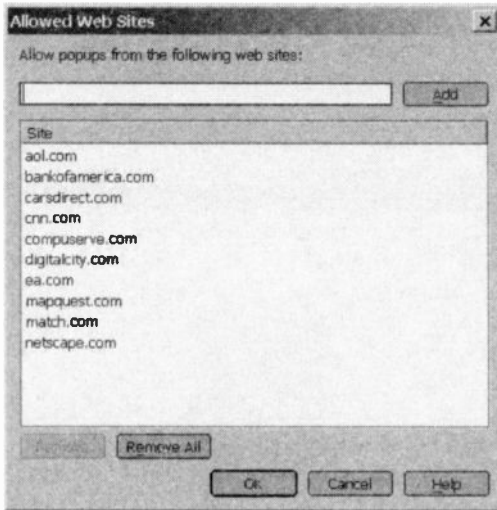 Allowed Web Sites
Allow popups from the following web sites:
Add
Site
aol.com
bankofamerica.com
carsdirect.com
cnn.com
compuserve.com
digitalcity.com
ea.com
mapquest.com
match.com
netscape.com
Remove All
OK Cancel Help